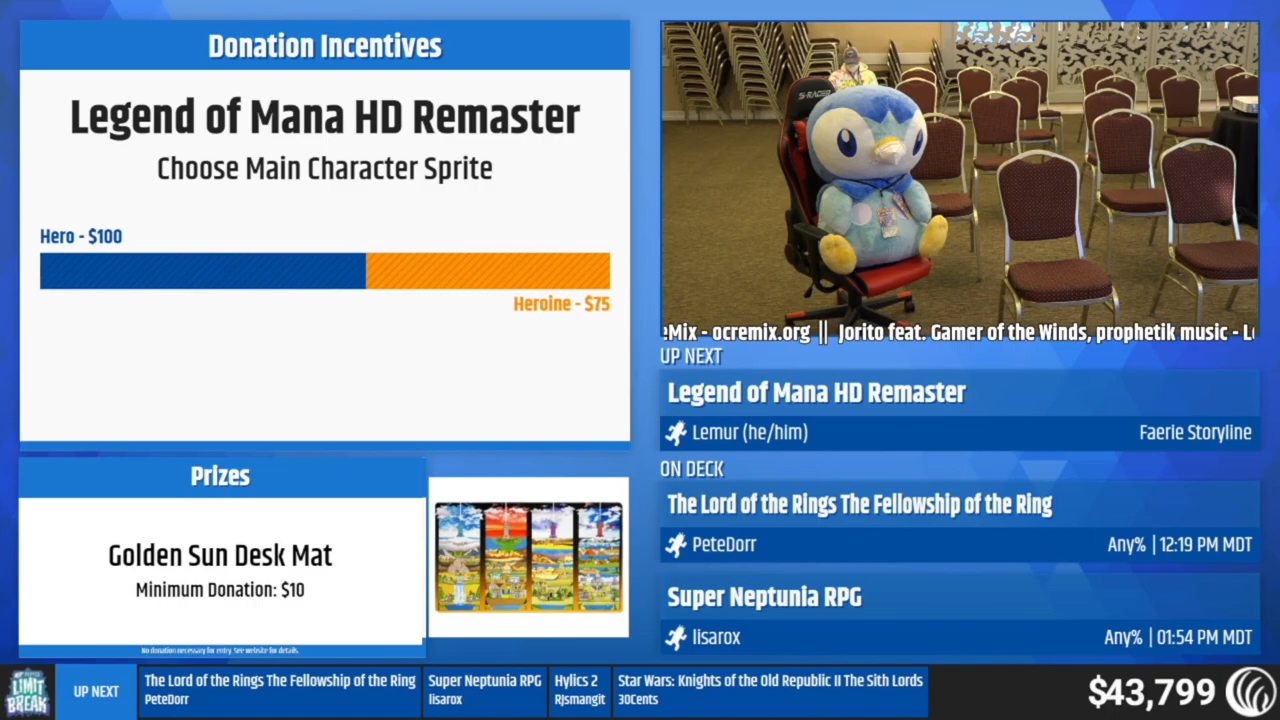 Donation Incentives
Legend of Mana HD Remaster
Choose Main Character Sprite
Hero - $100
Heroine - $75
Prizes
Golden Sun Desk Mat
Minimum Donation: $10
No donation necessary for entry. See website for details.
S-RACER
eMix - ocremix.org || Jorito feat. Gamer of the Winds, prophetik music - L
UP NEXT
Legend of Mana HD Remaster
Lemur (he/him)
Faerie Storyline
ON DECK
The Lord of the Rings The Fellowship of the Ring
PeteDorr
Any% | 12:19 PM MDT
Super Neptunia RPG
lisarox
Any% | 01:54 PM MDT
LIMIT
BREAK
UP NEXT
The Lord of the Rings The Fellowship of the Ring
PeteDorr
Super Neptunia RPG
lisarox
Hylics 2
RJsmangit
Star Wars: Knights of the Old Republic II The Sith Lords
30Cents
$43,799